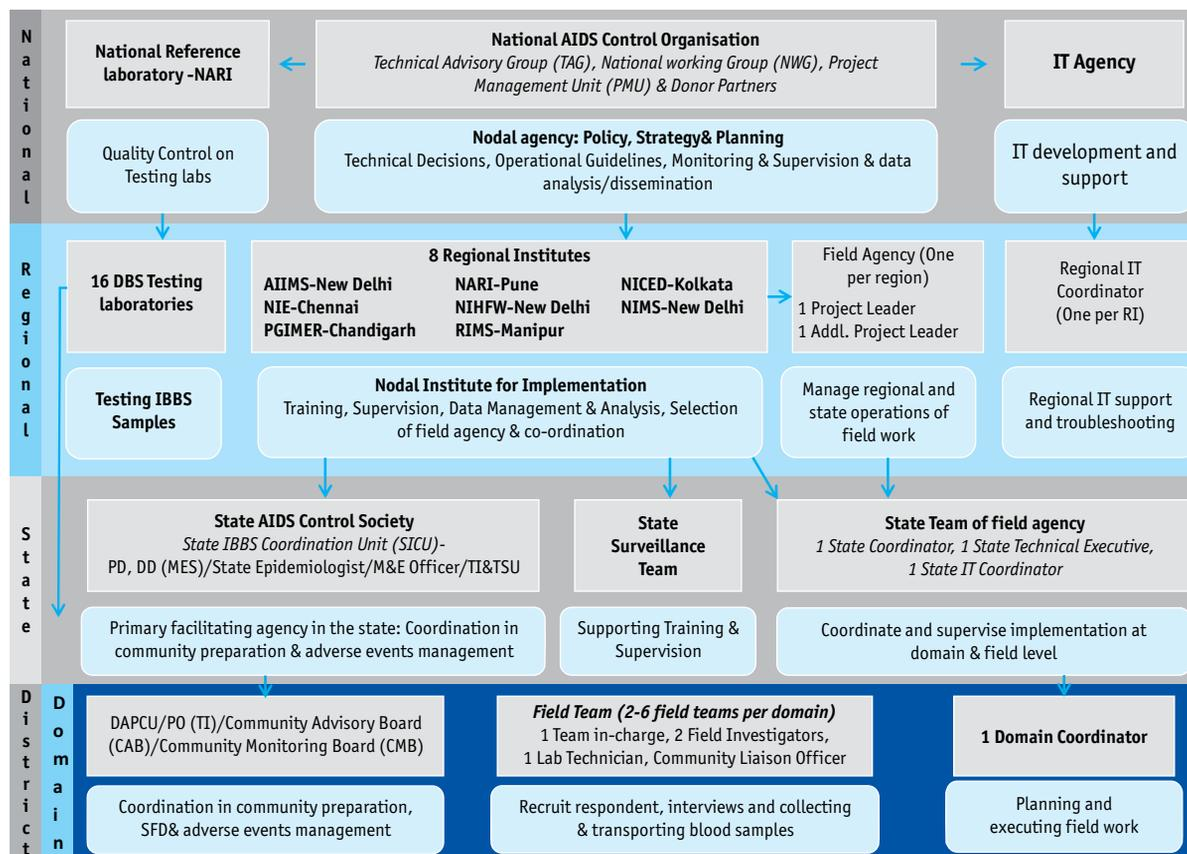 National
National Reference
laboratory -NARI
National AIDS Control Organisation
Technical Advisory Group (TAG), National working Group (NWG), Project
Management Unit (PMU) & Donor Partners
IT Agency
Quality Control on
Testing labs
Nodal agency: Policy, Strategy& Planning
Technical Decisions, Operational Guidelines, Monitoring & Supervision & data
analysis/dissemination
IT development and
support
Regional
16 DBS Testing
laboratories
8 Regional Institutes
AIIMS-New Delhi NARI-Pune NICED-Kolkata
NIE-Chennai NIHFW-New Delhi NIMS-New Delhi
PGIMER-Chandigarh RIMS-Manipur
Field Agency (One
per region)
1 Project Leader
1 Addl. Project Leader
Regional IT
Coordinator
(One per RI)
Testing IBBS
Samples
Nodal Institute for Implementation
Training, Supervision, Data Management & Analysis, Selection
of field agency & co-ordination
Manage regional and
state operations of
field work
Regional IT support
and troubleshooting
State
State AIDS Control Society
State IBBS Coordination Unit (SICU)-
PD, DD (MES)/State Epidemiologist/M&E Officer/TI&TSU
State
Surveillance
Team
State Team of field agency
1 State Coordinator, 1 State Technical Executive,
1 State IT Coordinator
Primary facilitating agency in the state: Coordination in
community preparation & adverse events management
Supporting Training &
Supervision
Coordinate and supervise implementation at
domain & field level
District
Domain
DAPCU/PO (TI)/Community Advisory Board
(CAB)/Community Monitoring Board (CMB)
Field Team (2-6 field teams per domain)
1 Team in-charge, 2 Field Investigators,
1 Lab Technician, Community Liaison Officer
1 Domain Coordinator
Coordination in community preparation,
SFD& adverse events management
Recruit respondent, interviews and collecting
& transporting blood samples
Planning and
executing field work